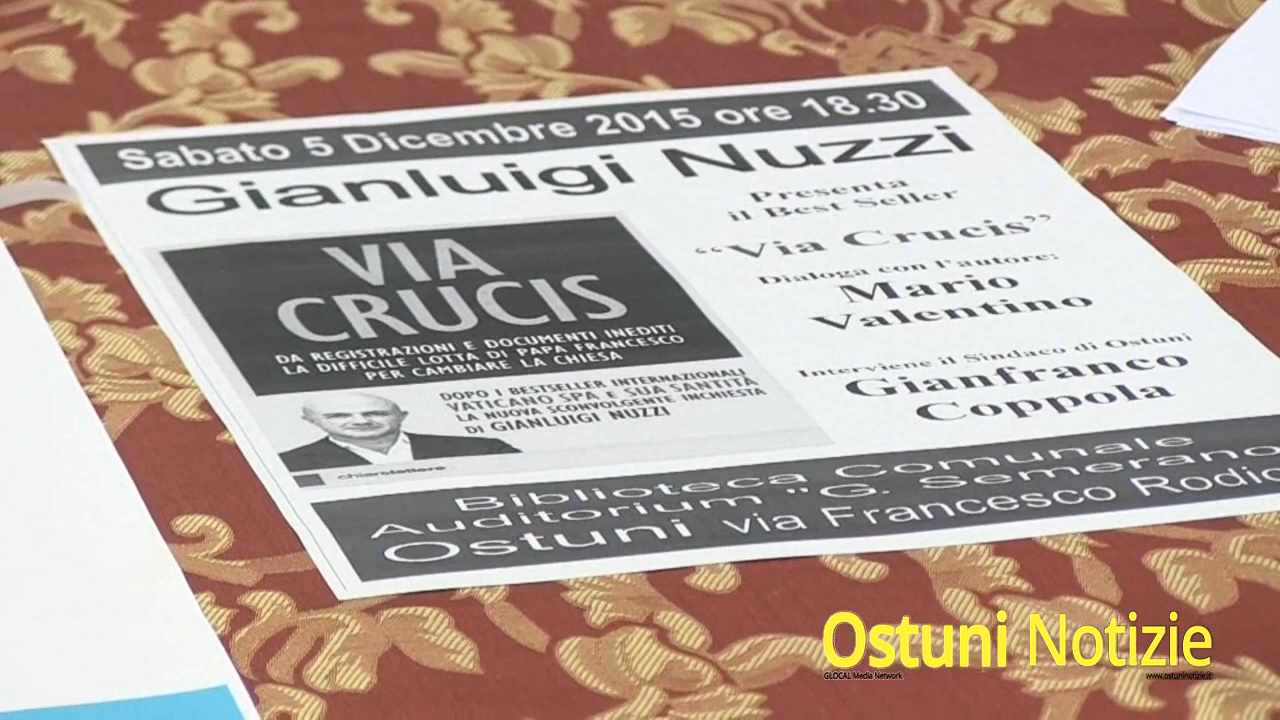 Sabato 5 Dicembre 2015 ore 18.30
Gianluigi Nuzzi
VIA
CRUCIS
DA REGISTRAZIONI E DOCUMENTI INEDITI
LA DIFFICILE LOTTA DI PAPA FRANCESCO
PER CAMBIARE LA CHIESA
DOPO I BESTSELLER INTERNAZIONALI
VATICANO SPA E SUA SANTITÀ
LA NUOVA SCONVOLGENTE INCHIESTA
DI GIANLUIGI NUZZI
chiarelettere
Presenta
il Best Seller
“Via Crucis”
Dialoga con l’autore:
Mario
Valentino
Interviene il Sindaco di Ostuni
Gianfranco
Coppola
Biblioteca Comunale
Auditorium "G. Semerano
Ostuni via Francesco Rodio
Ostuni Notizie
GLOCAL Media Network www.ostuninotizie.it